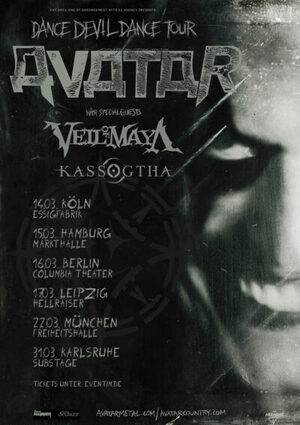 DANCE DEVIL DANCE TOUR
AVATAR
WITH SPECIAL GUESTS
VEIL OF MAYA
KASSOGTHA
14.03. KÖLN
ESSIGFABRIK
15.03. HAMBURG
MARKTHALLE
16.03. BERLIN
COLUMBIA THEATER
17.03. LEIPZIG
HELLRAISER
22.03. MÜNCHEN
FREIHEITSHALLE
31.03. KARLSRUHE
SUBSTAGE
TICKETS UNTER: EVENTIM.DE
AVATARMETAL.COM / AVATARCOUNTRY.COM